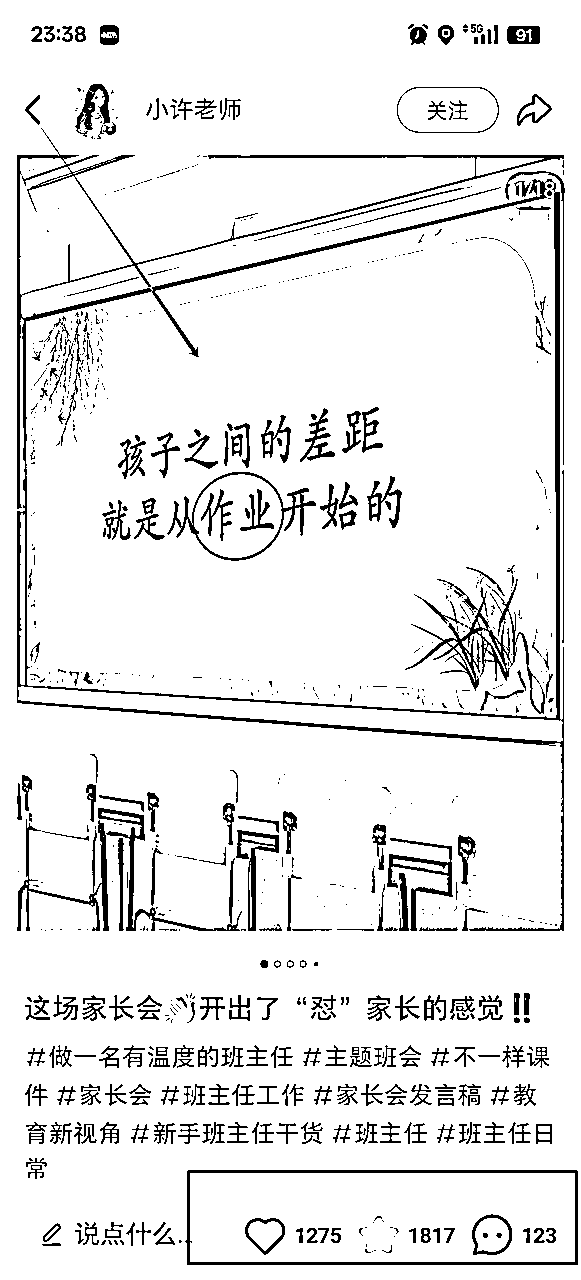 23:38
5G
91
小许老师
关注
1/18
孩子之间的差距
就是从作业开始的
这场家长会开出了“怼”家长的感觉‼
#做一名有温度的班主任 #主题班会 #不一样课
件 #家长会 #班主任工作 #家长会发言稿 #教
育新视角 #新手班主任干货 #班主任 #班主任日
常
说点什么...
1275
1817
123